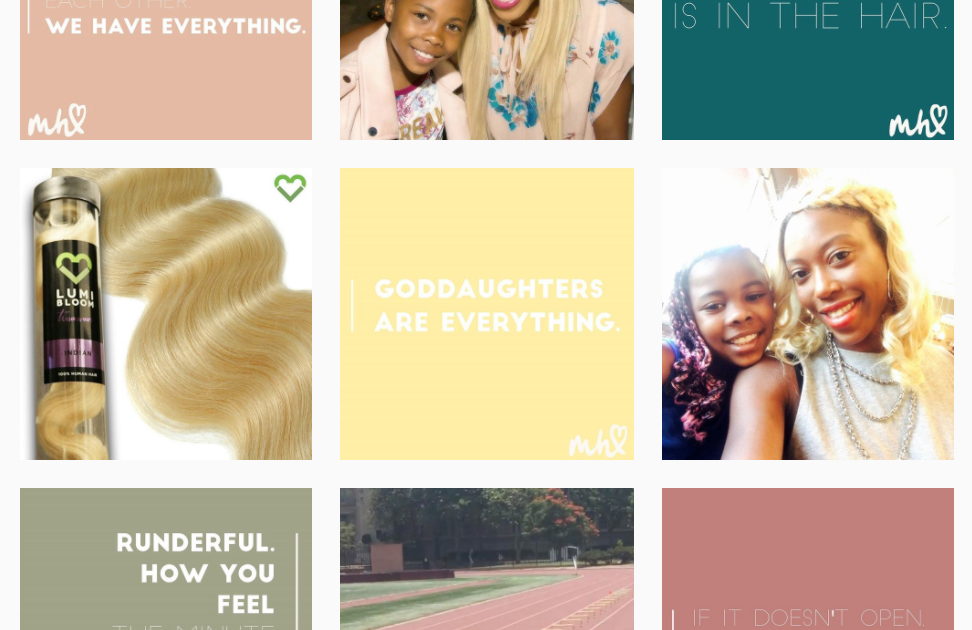 EACH OTHER.
WE HAVE EVERYTHING.
IS IN THE HAIR.
mh
mh
LUMI
BLOOM
INDIAN
100% HUMAN HAIR
GODDAUGHTERS
ARE EVERYTHING.
mh
RUNDERFUL.
HOW YOU
FEEL
THE MINUTE
IF IT DOESN'T OPEN,